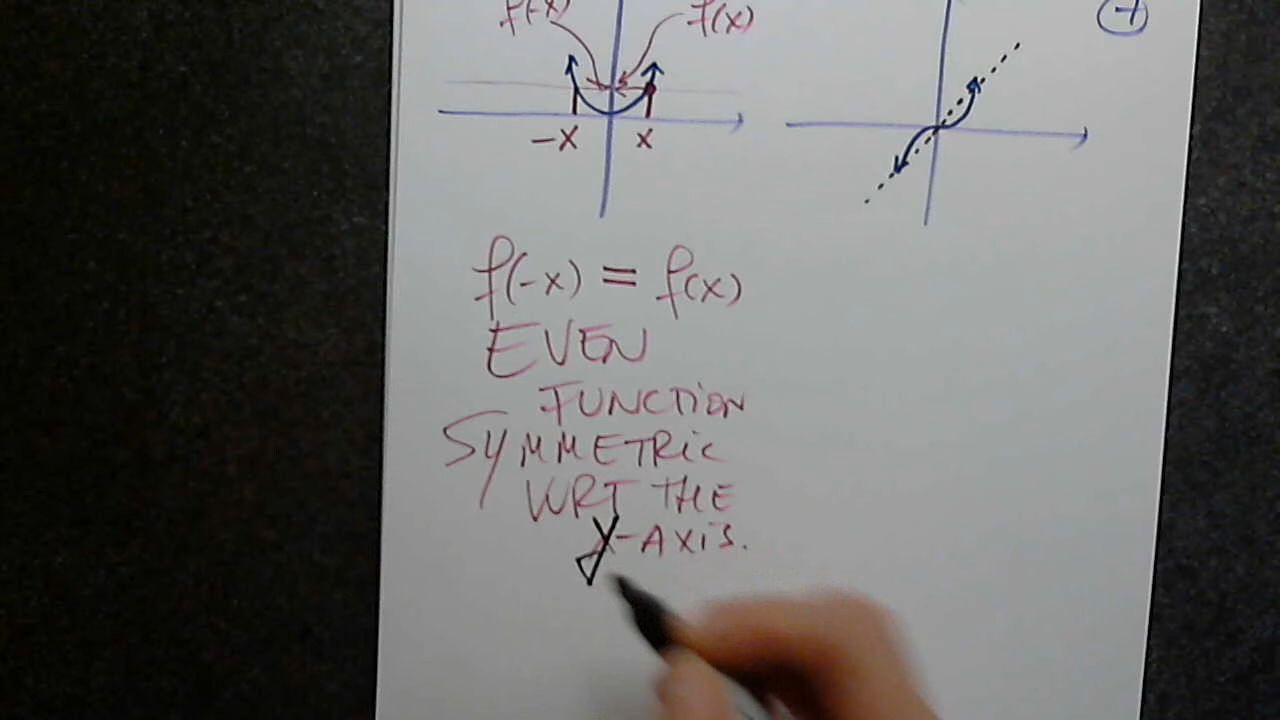 f(-x) f(x)
-x x
f(-x) = f(x)
EVEN
FUNCTION
SYMMETRIC
WRT THE
y-AXIS.